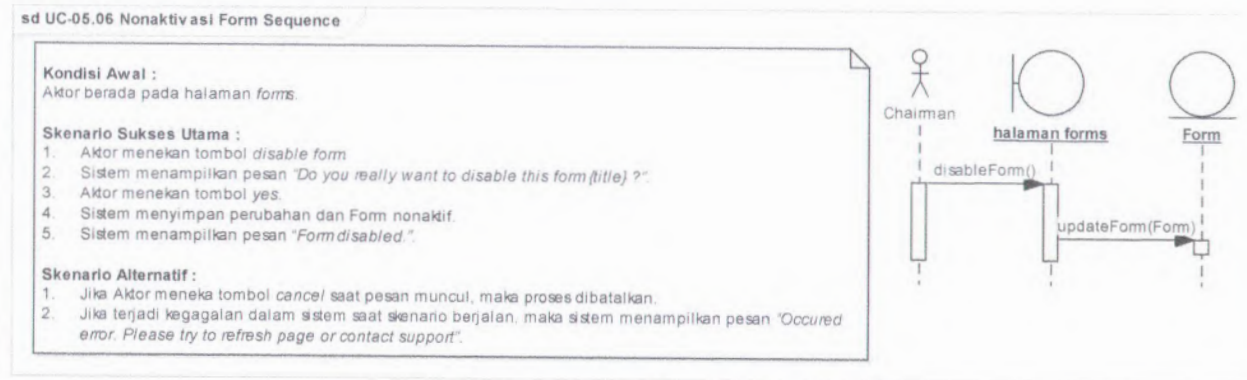 sd UC-05.06 Nonaktivasi Form Sequence
Kondisi Awal :
Aktor berada pada halaman forms.
Skenario Sukses Utama :
1. Aktor menekan tombol disable form
2. Sistem menampilkan pesan "Do you really want to disable this form {title} ?".
3. Aktor menekan tombol yes.
4. Sistem menyimpan perubahan dan Form nonaktif.
5. Sistem menampilkan pesan "Form disabled.".
Skenario Alternatif :
1. Jika Aktor meneka tombol cancel saat pesan muncul, maka proses dibatalkan.
2. Jika terjadi kegagalan dalam sistem saat skenario berjalan, maka sistem menampilkan pesan "Occured
error. Please try to refresh page or contact support".
Chairman
halaman forms
Form
disableForm()
updateForm(Form)